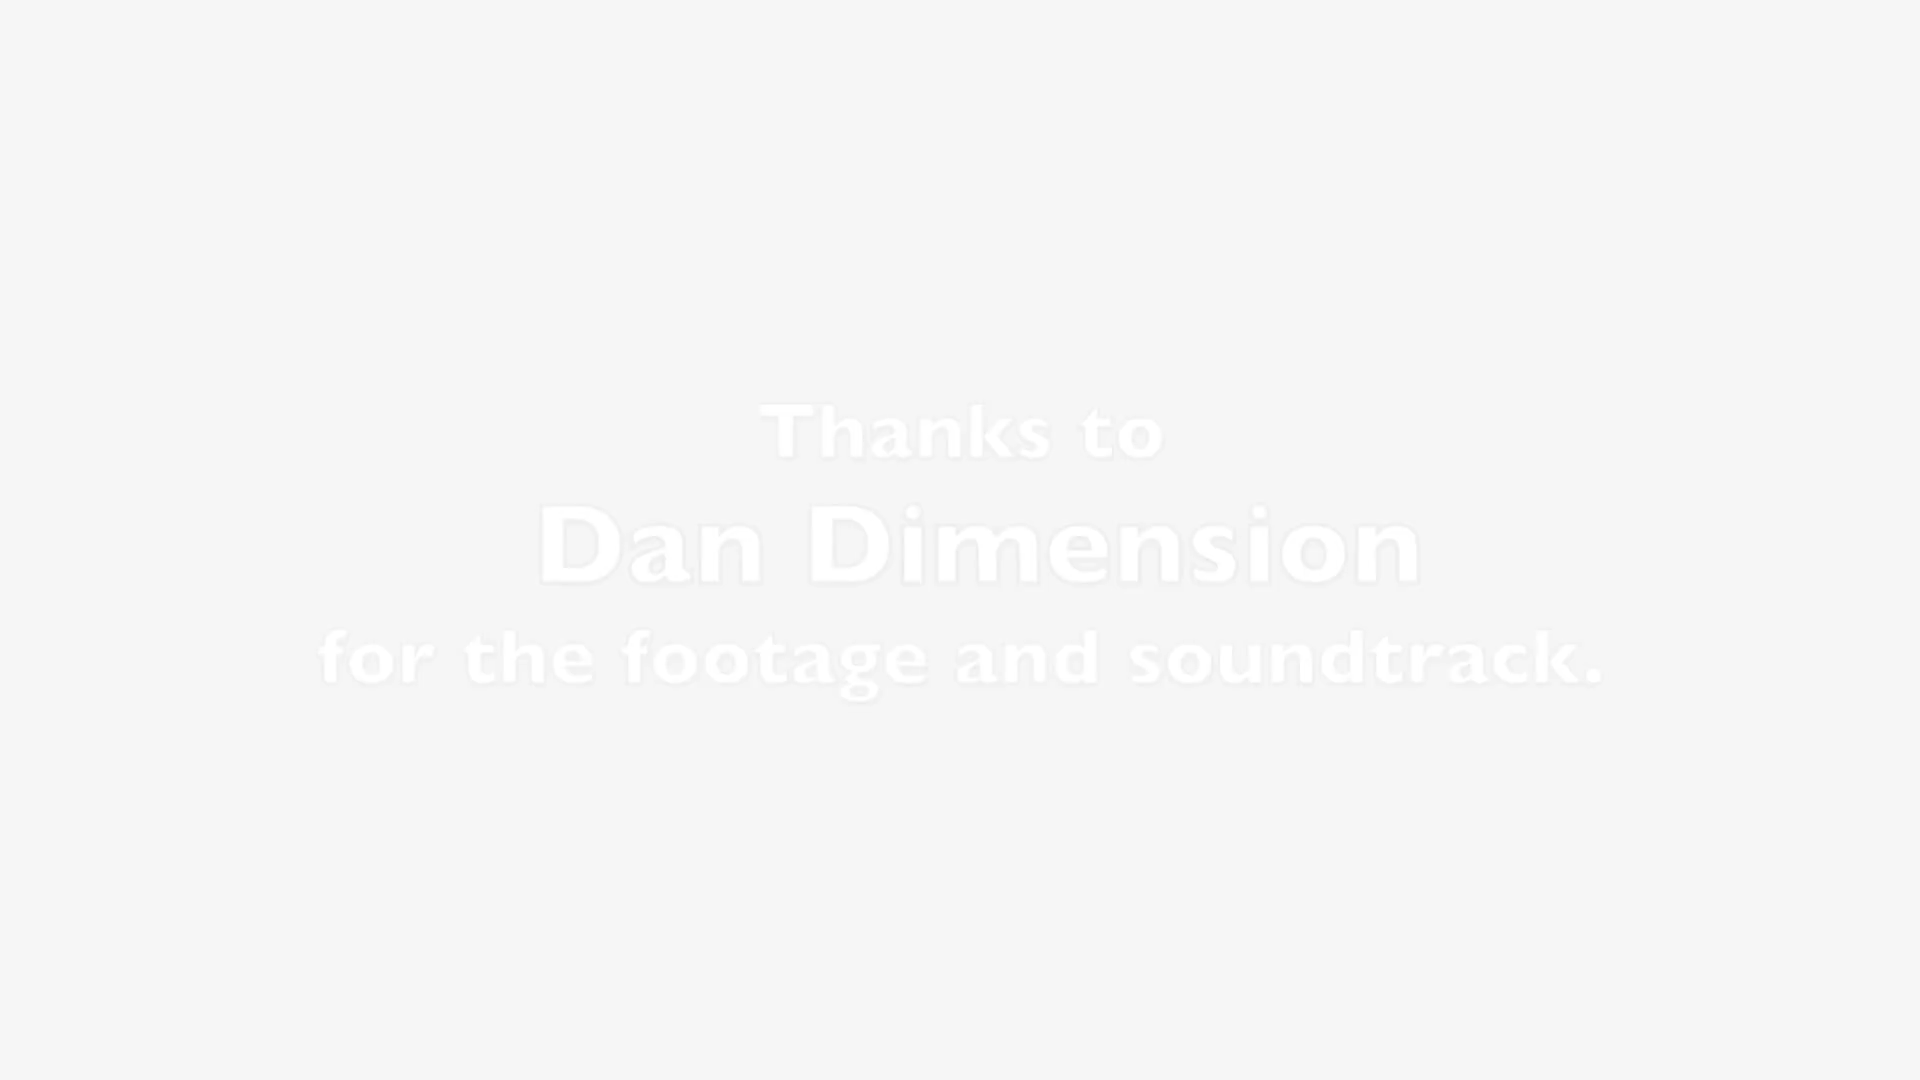 Thanks to
Dan Dimension
for the footage and soundtrack.